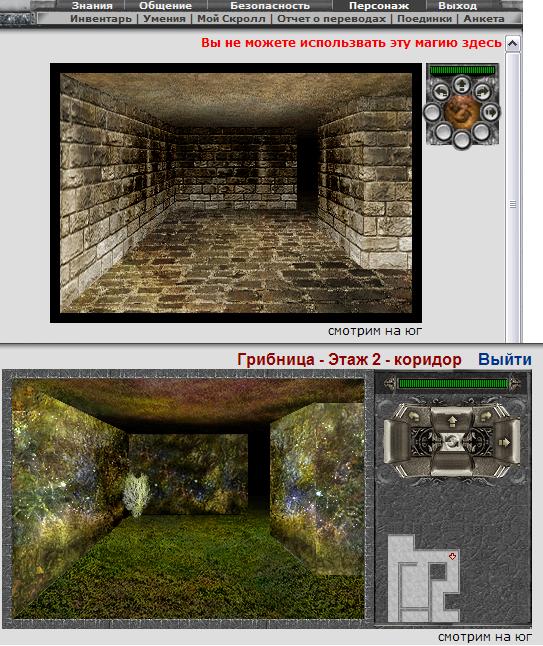 Знания Общение Безопасность Персонаж Выход
Инвентарь | Умения | Мой Скролл | Отчет о переводах | Поединки | Анкета
Вы не можете использвать эту магию здесь
смотрим на юг
Грибница - Этаж 2 - коридор Выйти
смотрим на юг